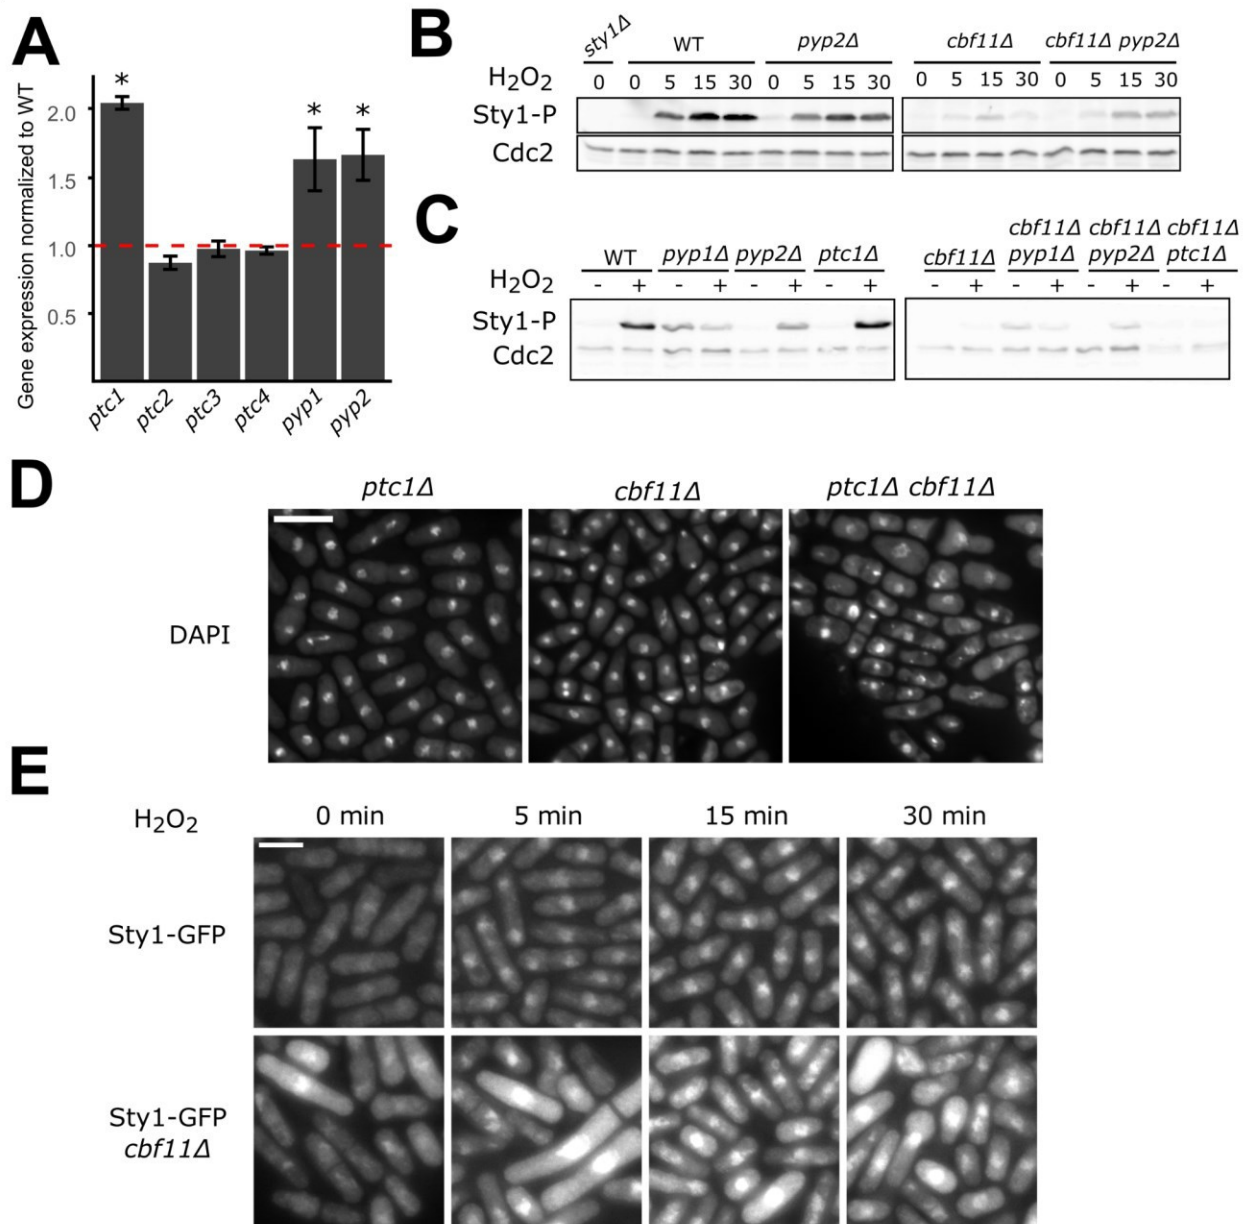 A
Gene expression normalized to WT
2.0
1.5
1.0
0.5
* * *
ptc1 ptc2 ptc3 ptc4 pyp1 pyp2
B
sty1Δ WT pyp2Δ cbf11Δ cbf11Δ pyp2Δ
H₂O₂ 0 0 5 15 30 0 5 15 30 0 5 15 30 0 5 15 30
Sty1-P
Cdc2
C
cbf11Δ cbf11Δ cbf11Δ
WT pyp1Δ pyp2Δ ptc1Δ cbf11Δ pyp1Δ pyp2Δ ptc1Δ
H₂O₂ - + - + - + - + - + - + - + - +
Sty1-P
Cdc2
D
ptc1Δ cbf11Δ ptc1Δ cbf11Δ
DAPI
E
H₂O₂ 0 min 5 min 15 min 30 min
Sty1-GFP
Sty1-GFP
cbf11Δ